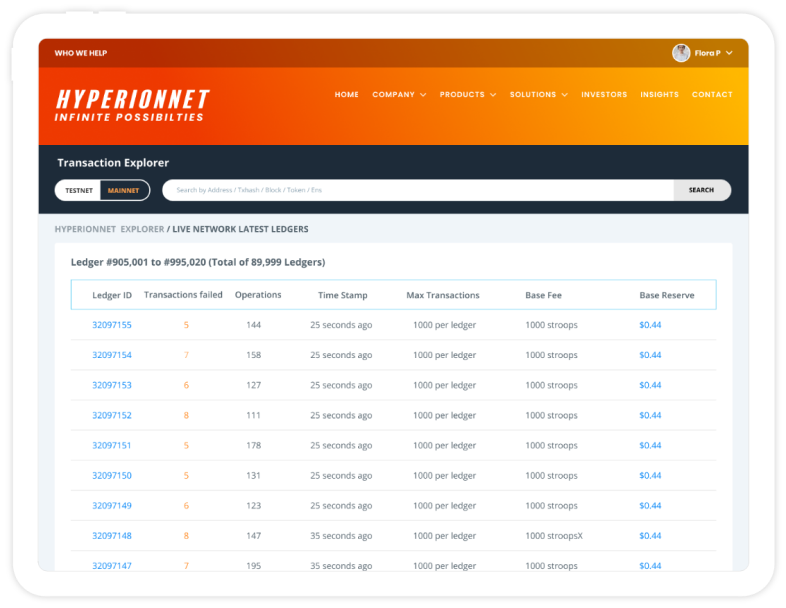 WHO WE HELP Flora P
HYPERIONNET
INFINITE POSSIBILTIES
HOME COMPANY PRODUCTS SOLUTIONS INVESTORS INSIGHTS CONTACT
Transaction Explorer
TESTNET MAINNET Search by Address / Txhash / Block / Token / Ens SEARCH
HYPERIONNET EXPLORER / LIVE NETWORK LATEST LEDGERS
Ledger #905,001 to #995,020 (Total of 89,999 Ledgers)
Ledger ID Transactions failed Operations Time Stamp Max Transactions Base Fee Base Reserve
32097155 5 144 25 seconds ago 1000 per ledger 1000 stroops $0.44
32097154 7 158 25 seconds ago 1000 per ledger 1000 stroops $0.44
32097153 6 127 25 seconds ago 1000 per ledger 1000 stroops $0.44
32097152 8 111 25 seconds ago 1000 per ledger 1000 stroops $0.44
32097151 5 178 25 seconds ago 1000 per ledger 1000 stroops $0.44
32097150 5 131 25 seconds ago 1000 per ledger 1000 stroops $0.44
32097149 6 123 25 seconds ago 1000 per ledger 1000 stroops $0.44
32097148 8 147 35 seconds ago 1000 per ledger 1000 stroopsX $0.44
32097147 7 195 35 seconds ago 1000 per ledger 1000 stroops $0.44